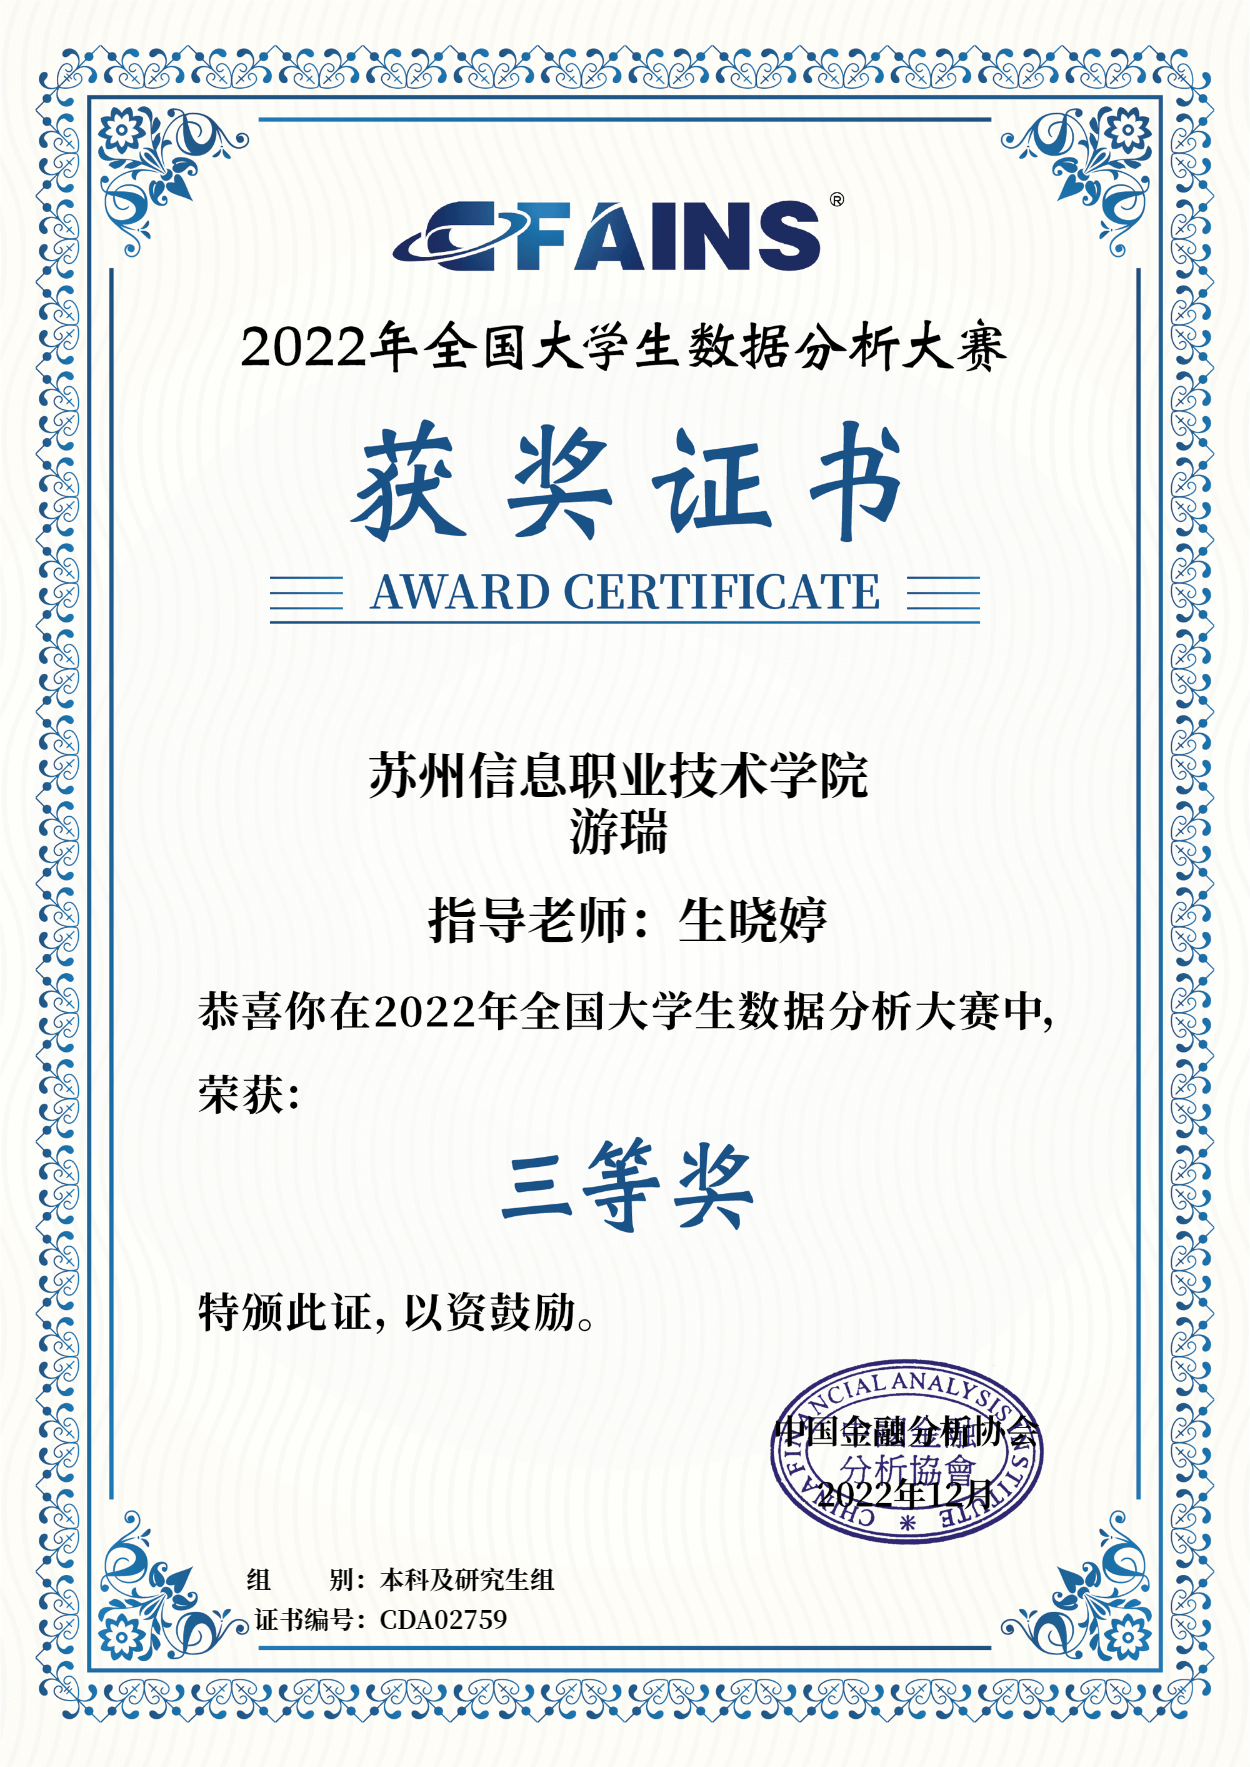 CFAINS®
2022年全国大学生数据分析大赛
获奖证书
AWARD CERTIFICATE
苏州信息职业技术学院
游瑞
指导老师：生晓婷
恭喜你在2022年全国大学生数据分析大赛中，
荣获：
三等奖
特颁此证，以资鼓励。
CHINA FINANCIAL ANALYSIS INSTITUTE
中国金融分析协会
中國金融
分析協會
2022年12月
组 别：本科及研究生组
证书编号：CDA02759